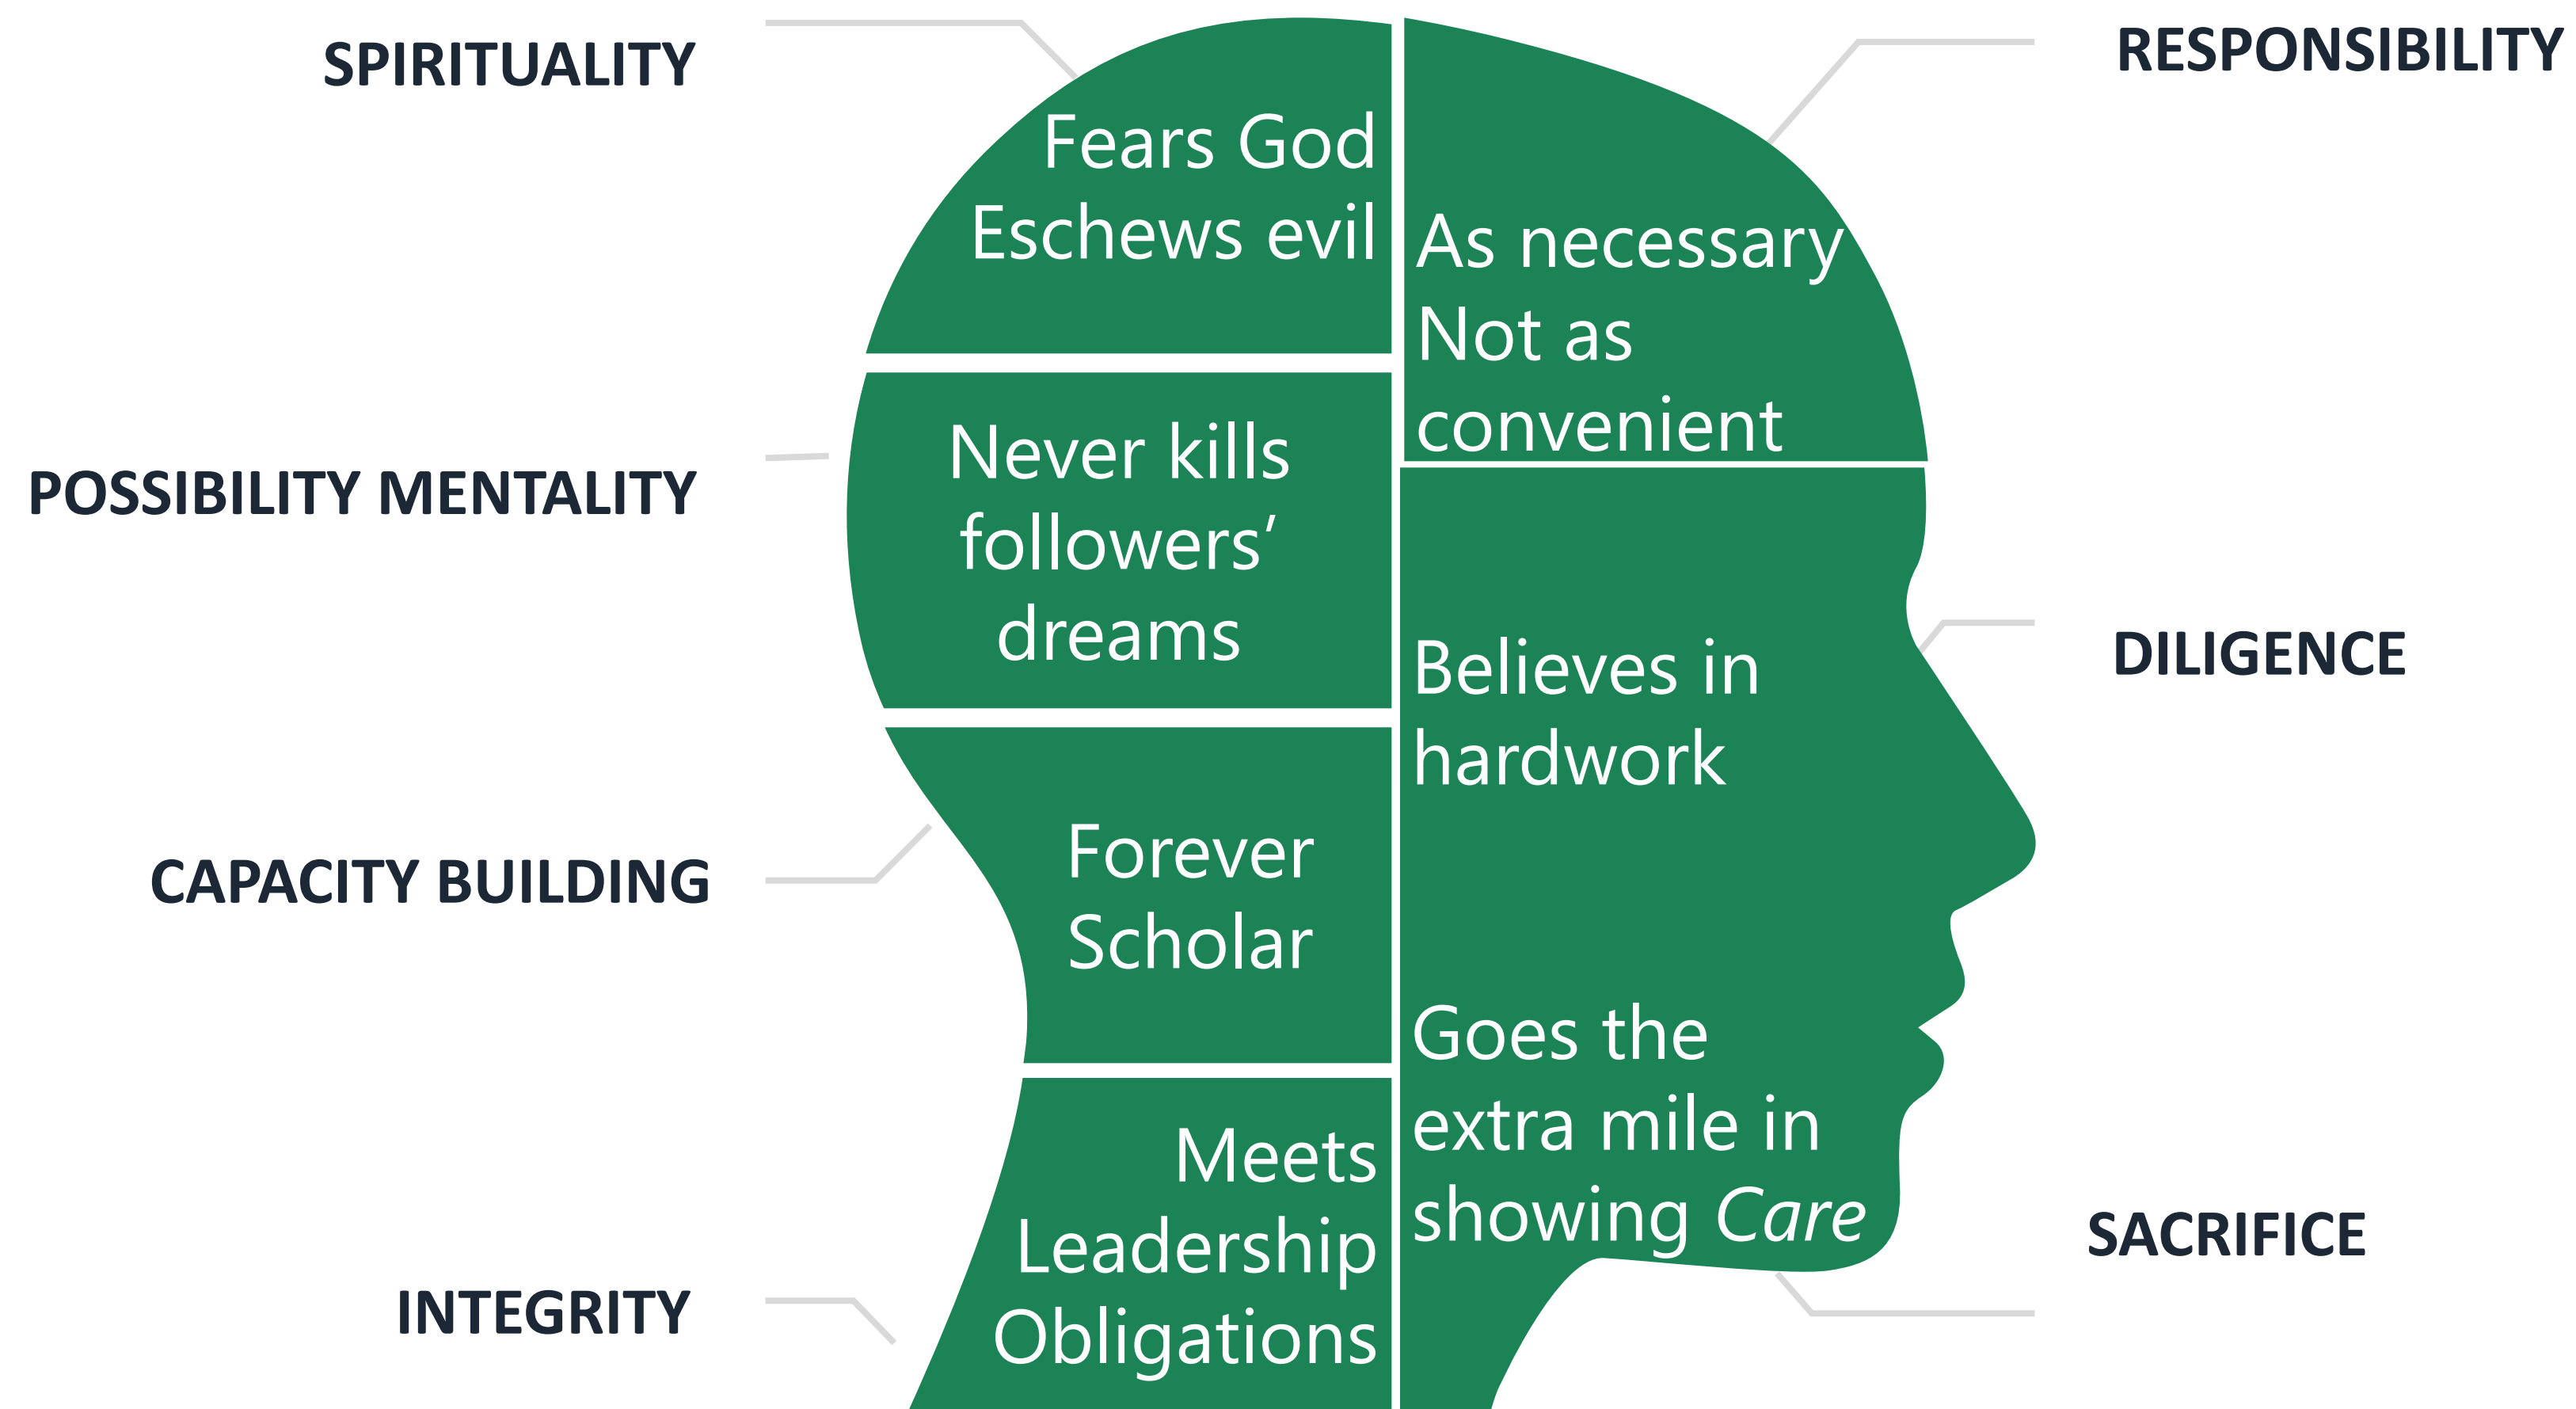 SPIRITUALITY
Fears God
Eschews evil
POSSIBILITY MENTALITY
Never kills
followers‘
dreams
CAPACITY BUILDING
Forever
Scholar
INTEGRITY
Meets
Leadership
Obligations
RESPONSIBILITY
As necessary
Not as
convenient
DILIGENCE
Believes in
hardwork
SACRIFICE
Goes the
extra mile in
showing Care